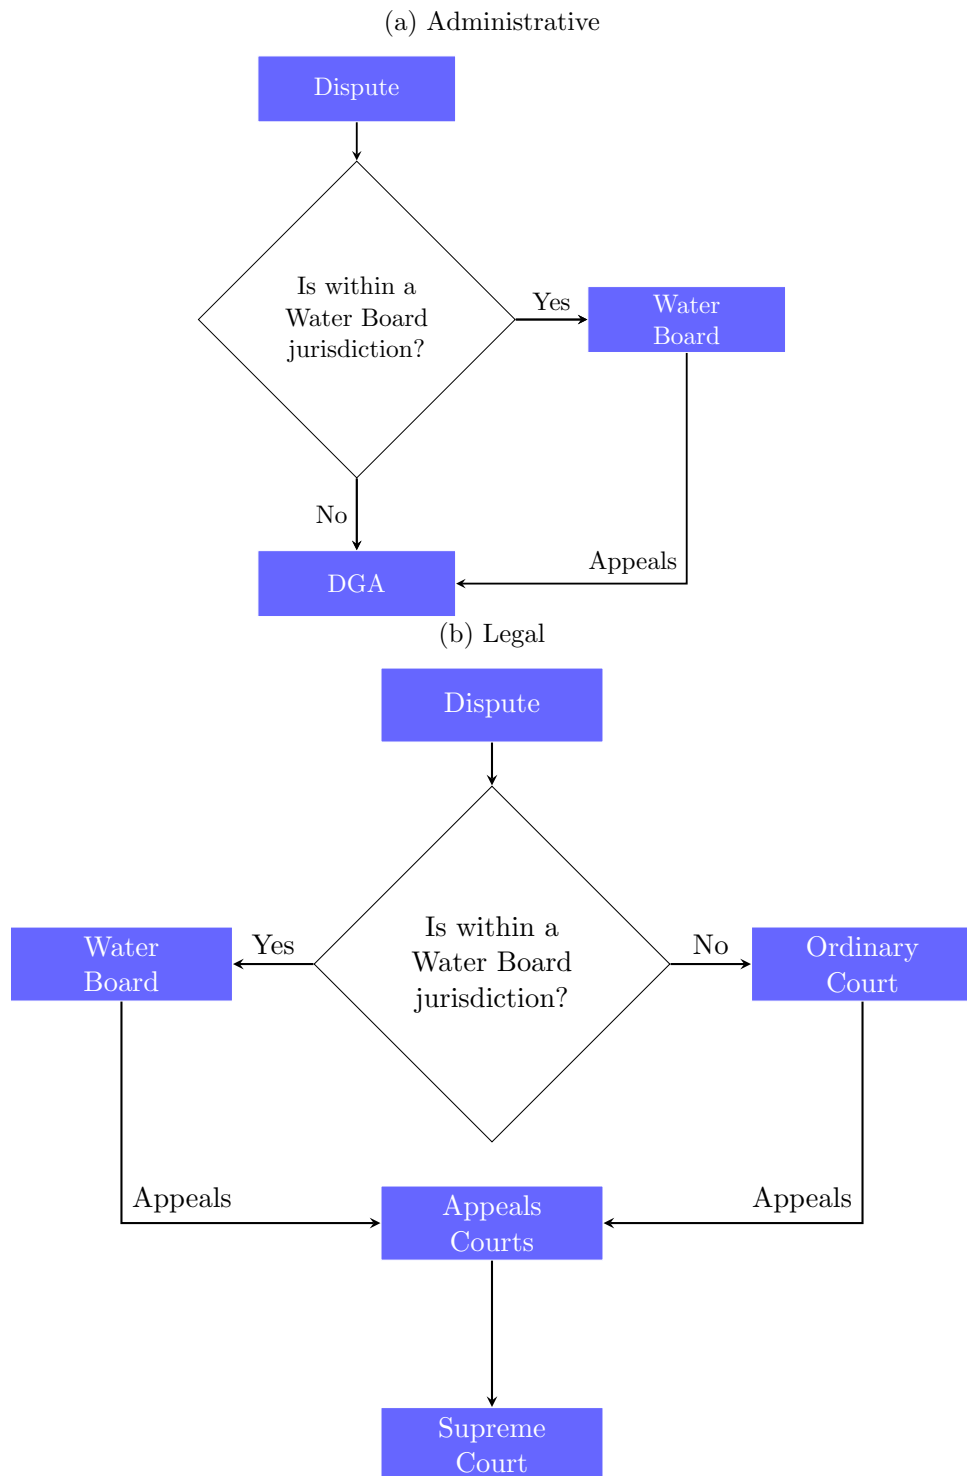 (a) Administrative
Dispute
Is within a
Water Board
jurisdiction?
Yes
Water
Board
No
Appeals
DGA
(b) Legal
Dispute
Is within a
Water Board
jurisdiction?
Yes
No
Water
Board
Ordinary
Court
Appeals
Appeals
Appeals
Courts
Supreme
Court